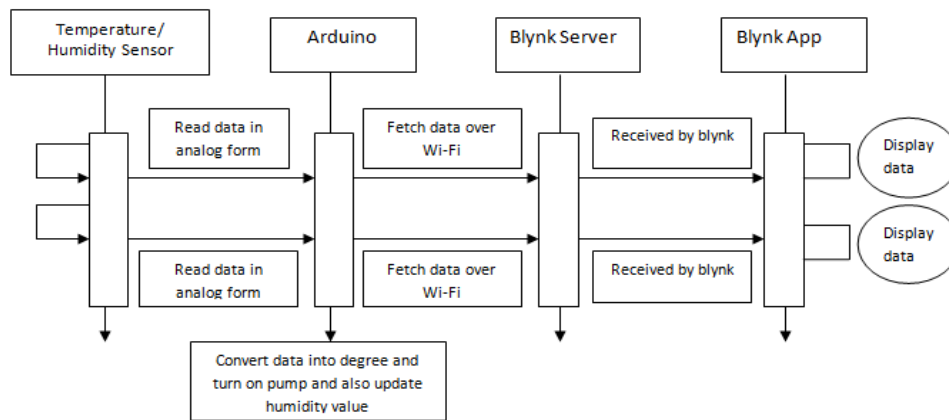 Temperature/
Humidity Sensor
Arduino
Blynk Server
Blynk App
Read data in
analog form
Fetch data over
Wi-Fi
Received by blynk
Display
data
Display
data
Read data in
analog form
Fetch data over
Wi-Fi
Received by blynk
Convert data into degree and
turn on pump and also update
humidity value